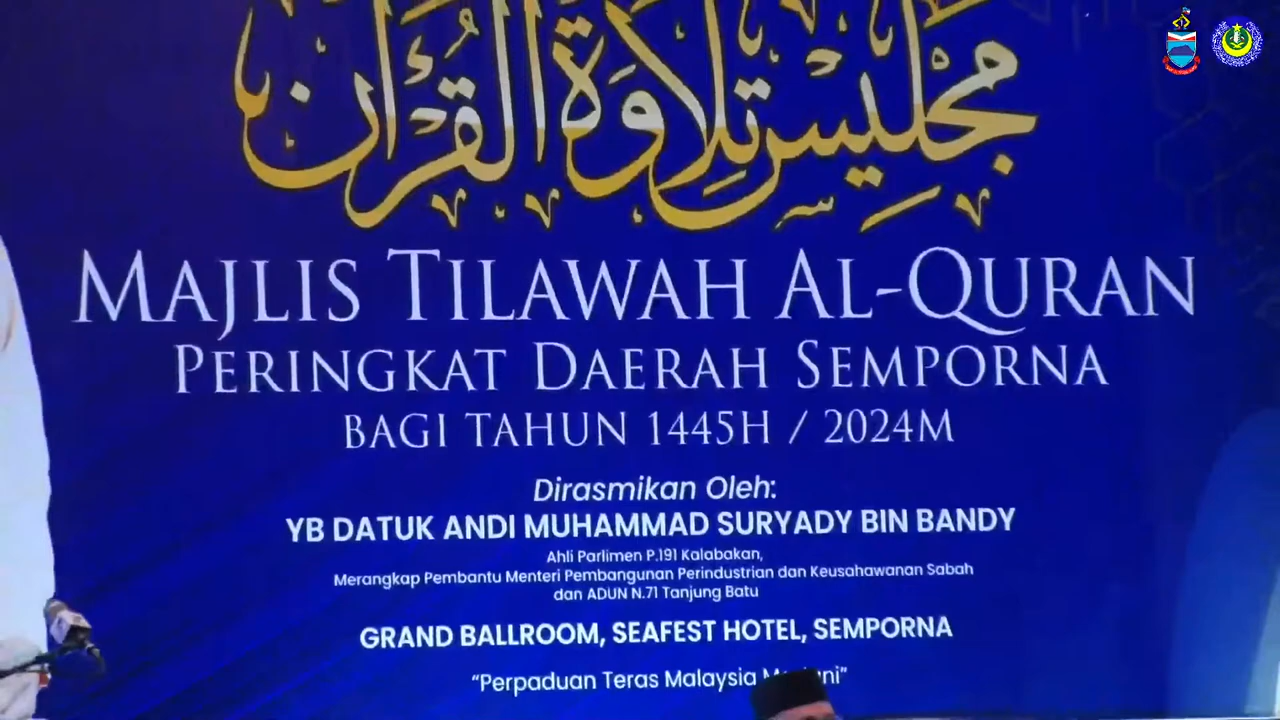 مجليس تلاوة القرءان
MAJLIS TILAWAH AL-QURAN
PERINGKAT DAERAH SEMPORNA
BAGI TAHUN 1445H / 2024M
Dirasmikan Oleh:
YB DATUK ANDI MUHAMMAD SURYADY BIN BANDY
Ahli Parlimen P.191 Kalabakan,
Merangkap Pembantu Menteri Pembangunan Perindustrian dan Keusahawanan Sabah
dan ADUN N.71 Tanjung Batu
GRAND BALLROOM, SEAFEST HOTEL, SEMPORNA
“Perpaduan Teras Malaysia